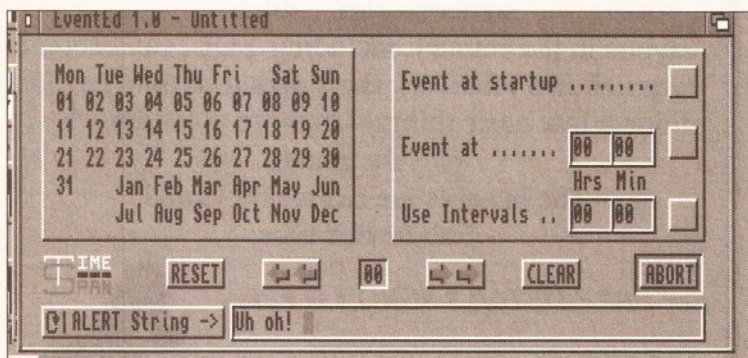 EventEd 1.0 - Untitled
Mon Tue Wed Thu Fri Sat Sun
01 02 03 04 05 06 07 08 09 10
11 12 13 14 15 16 17 18 19 20
21 22 23 24 25 26 27 28 29 30
31 Jan Feb Mar Apr May Jun
Jul Aug Sep Oct Nov Dec
Event at startup .........
Event at ....... 00 00
Hrs Min
Use Intervals .. 00 00
TIME
SPAN
RESET
00
CLEAR
ABORT
ALERT String -> Uh oh!